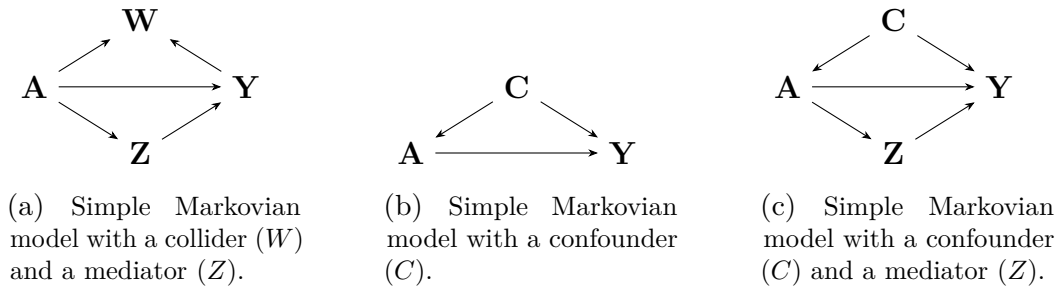 W
A
Y
Z
(a) Simple Markovian
model with a collider (W)
and a mediator (Z).
C
A
Y
(b) Simple Markovian
model with a confounder
(C).
C
A
Y
Z
(c) Simple Markovian
model with a confounder
(C) and a mediator (Z).